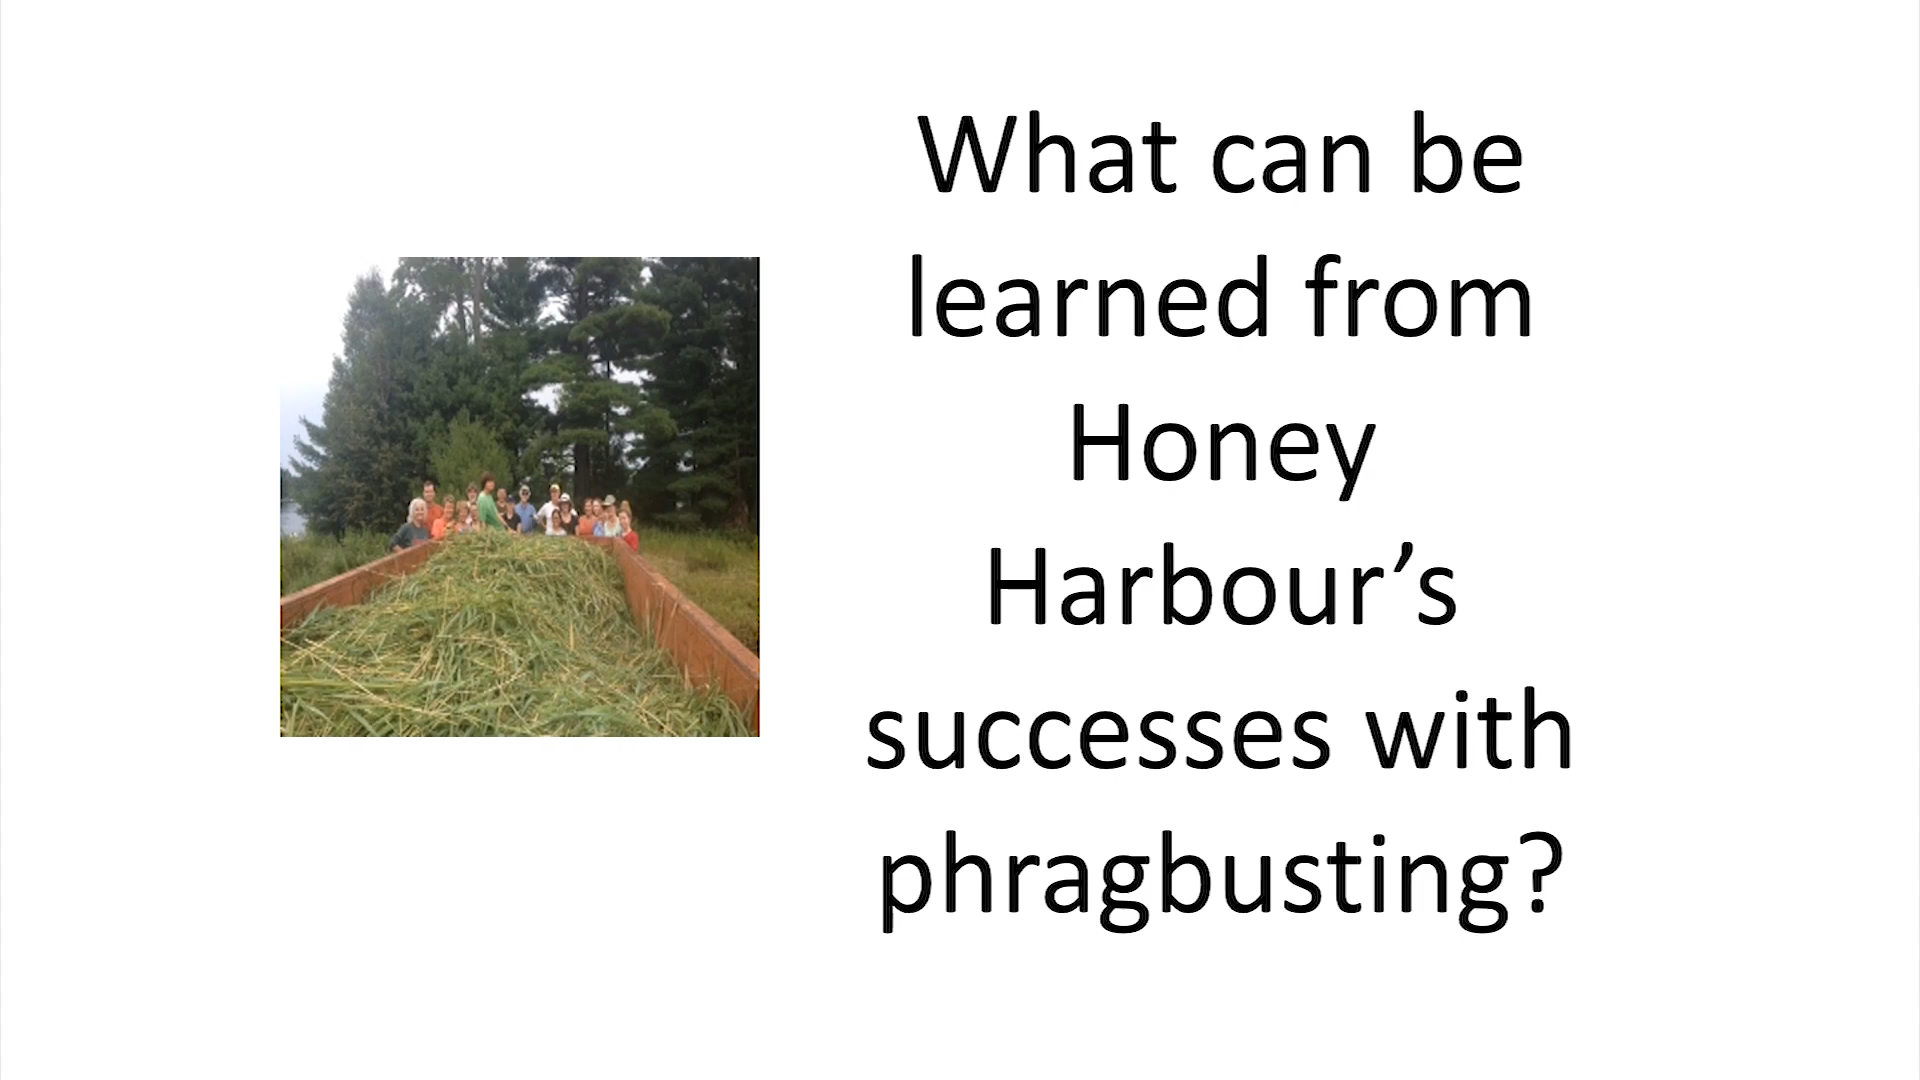 What can be
learned from
Honey
Harbour’s
successes with
phragbusting?